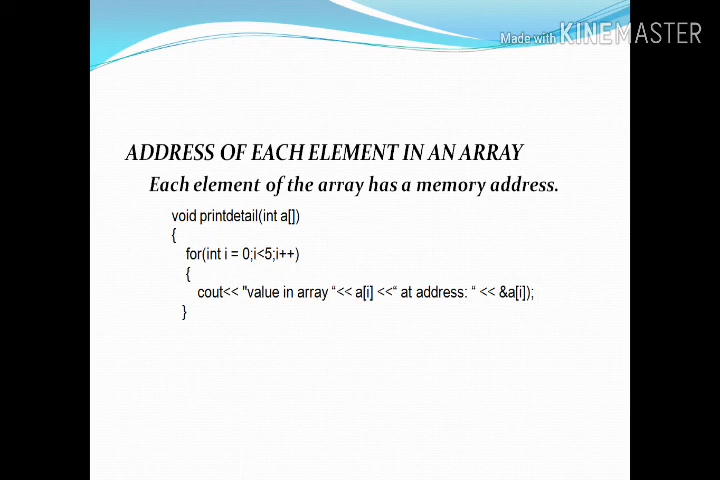 Made with KINEMASTER
ADDRESS OF EACH ELEMENT IN AN ARRAY
Each element of the array has a memory address.
void printdetail(int a[])
{
for(int i = 0;i<5;i++)
{
cout<< "value in array “<< a[i] <<“ at address: “ << &a[i]);
}